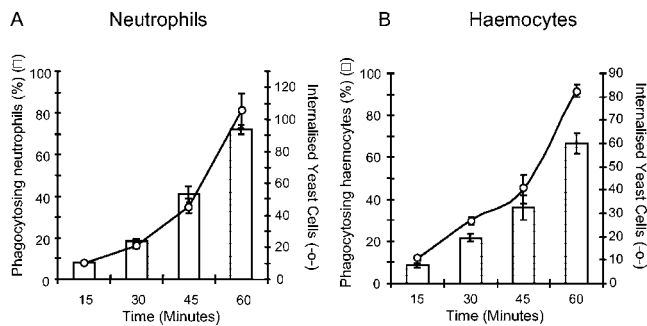 A
Neutrophils
Phagocytosing neutrophils (%) (□)
100
80
60
40
20
0
120
100
80
60
40
20
0
Internalised Yeast Cells (-o-)
15 30 45 60
Time (Minutes)
B
Haemocytes
Phagocytosing haemocytes (%) (□)
100
80
60
40
20
0
90
80
70
60
50
40
30
20
10
0
Internalised Yeast Cells (-o-)
15 30 45 60
Time (Minutes)